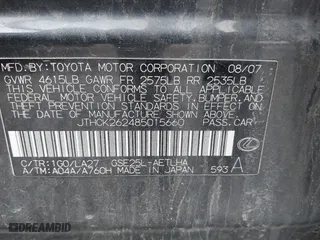 MFD. BY: TOYOTA MOTOR CORPORATION 08/07
GVWR 4615LB GAWR FR 2575LB RR 2535LB
THIS VEHICLE CONFORMS TO ALL APPLICABLE
FEDERAL MOTOR VEHICLE SAFETY, BUMPER,
AND THEFT PREVENTION STANDARDS IN EFFECT
ON THE DATE OF MANUFACTURE SHOWN ABOVE.
JTHCK262485015660 PASS. CAR
C/TR: 1G0/LA27 GSE25L-AETLHA
A/TM: A04A/A760H MADE IN JAPAN 593 A